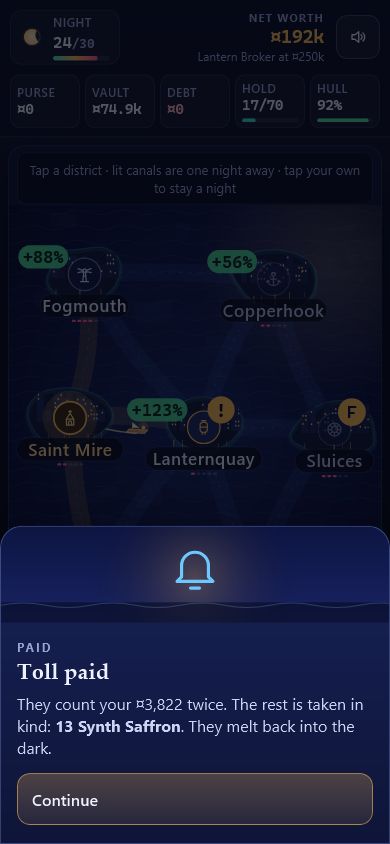 NIGHT
24/30
NET WORTH
¤192k
Lantern Broker at ¤250k
PURSE
¤0
VAULT
¤74.9k
DEBT
¤0
HOLD
17/70
HULL
92%
Tap a district · lit canals are one night away · tap your own
to stay a night
+88%
Fogmouth
+56%
Copperhook
Saint Mire
+123%
!
Lanternquay
F
Sluices
PAID
Toll paid
They count your ¤3,822 twice. The rest is taken in
kind: 13 Synth Saffron. They melt back into the
dark.
Continue